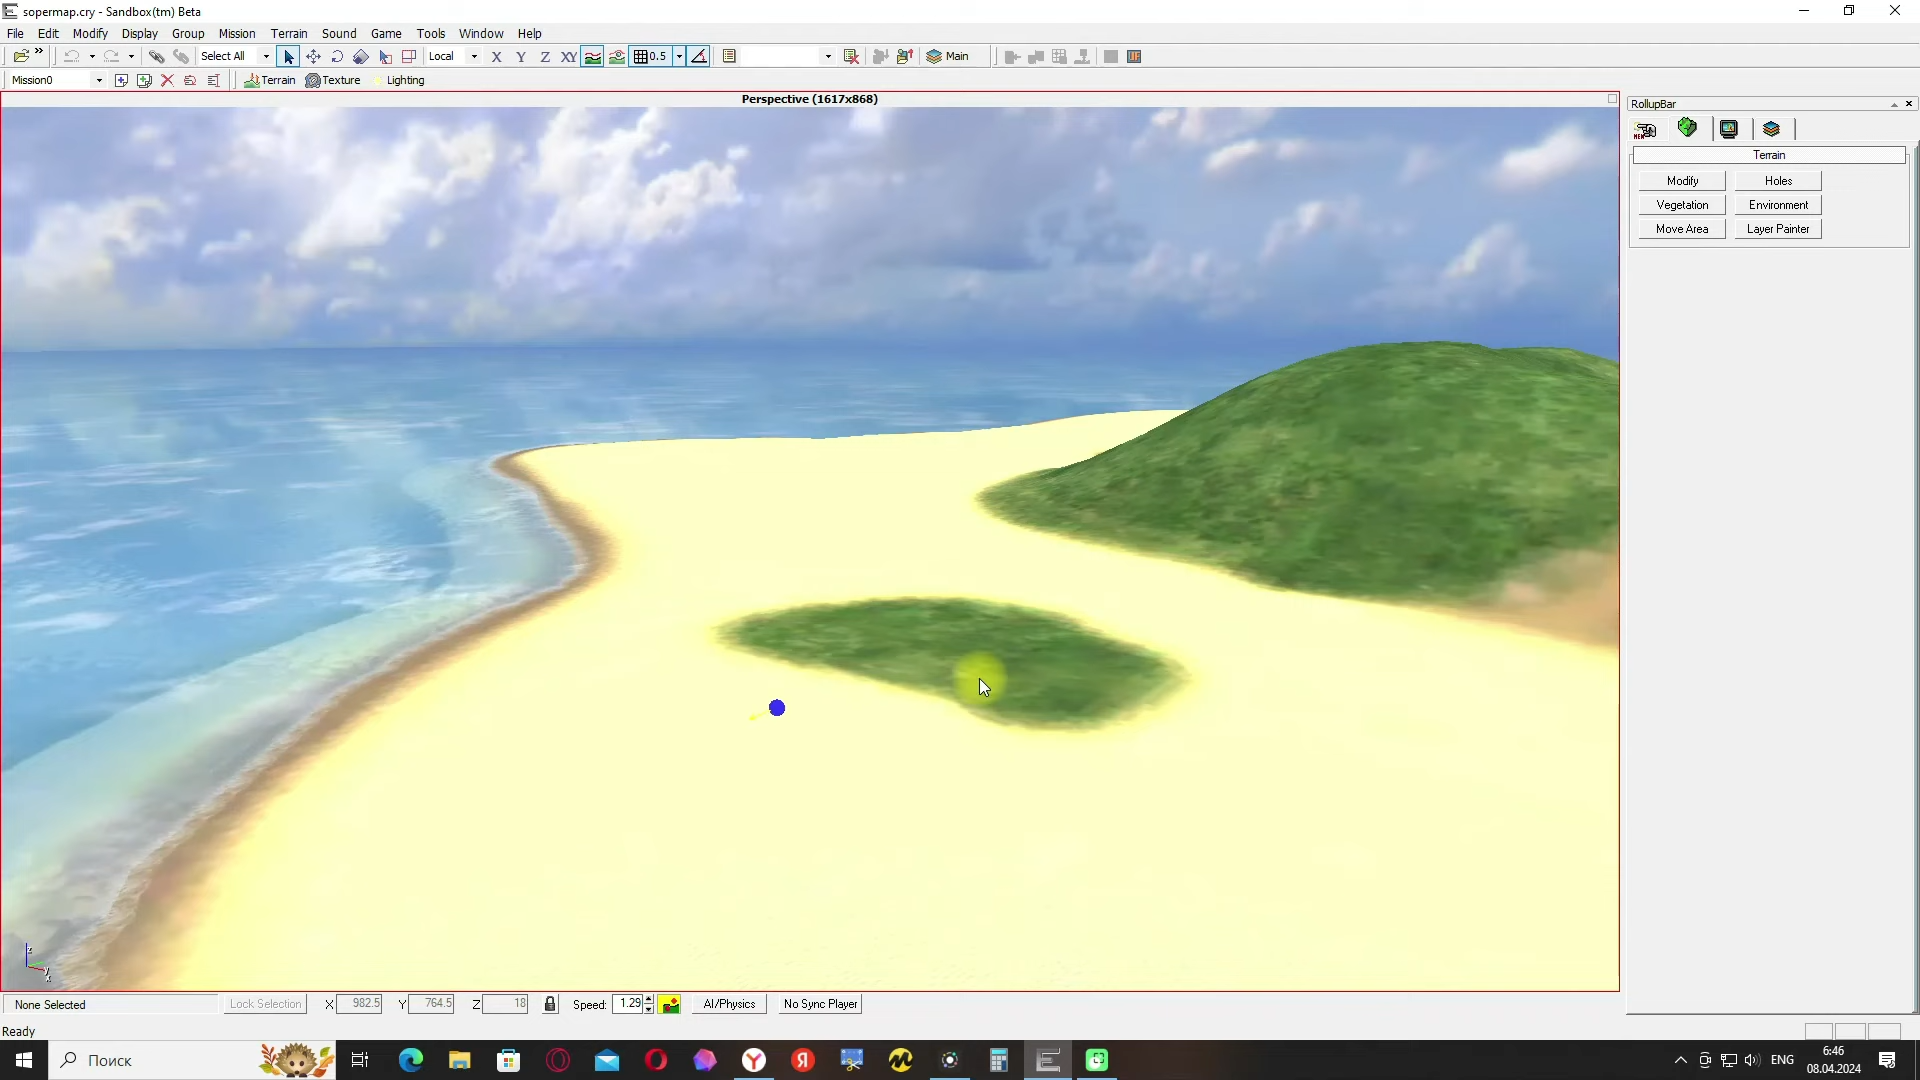 sopermap.cry - Sandbox(tm) Beta
File Edit Modify Display Group Mission Terrain Sound Game Tools Window Help
Select All Local X Y Z XY 0.5 Main
Mission0 Terrain Texture Lighting
Perspective (1617x868)
RollupBar
Terrain
Modify Holes
Vegetation Environment
Move Area Layer Painter
None Selected Lock Selection X 982.5 Y 764.5 Z 18 Speed: 1.29 AI/Physics No Sync Player
Ready
Поиск
ENG
6:46
08.04.2024